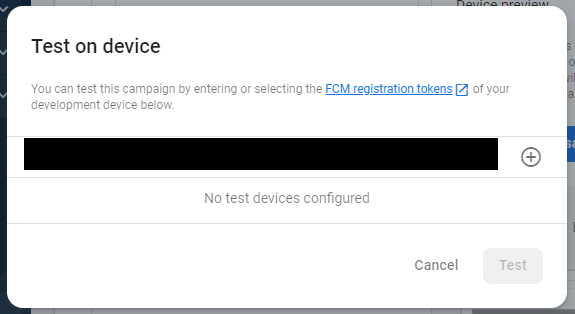 Device preview
Test on device
You can test this campaign by entering or selecting the FCM registration tokens of your
development device below.
No test devices configured
Cancel
Test